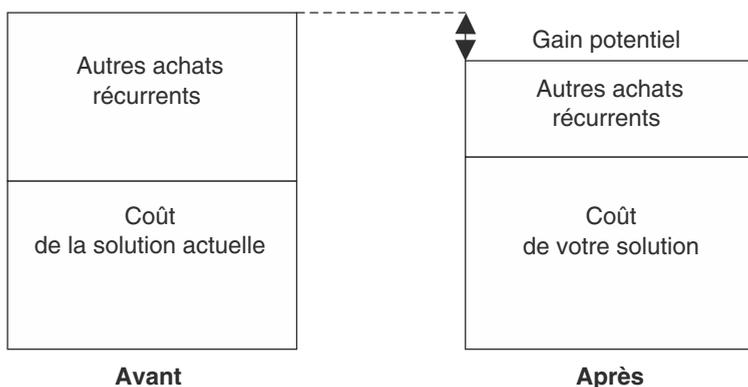 Autres achats
récurrents
Coût
de la solution actuelle
Avant
Gain potentiel
Autres achats
récurrents
Coût
de votre solution
Après